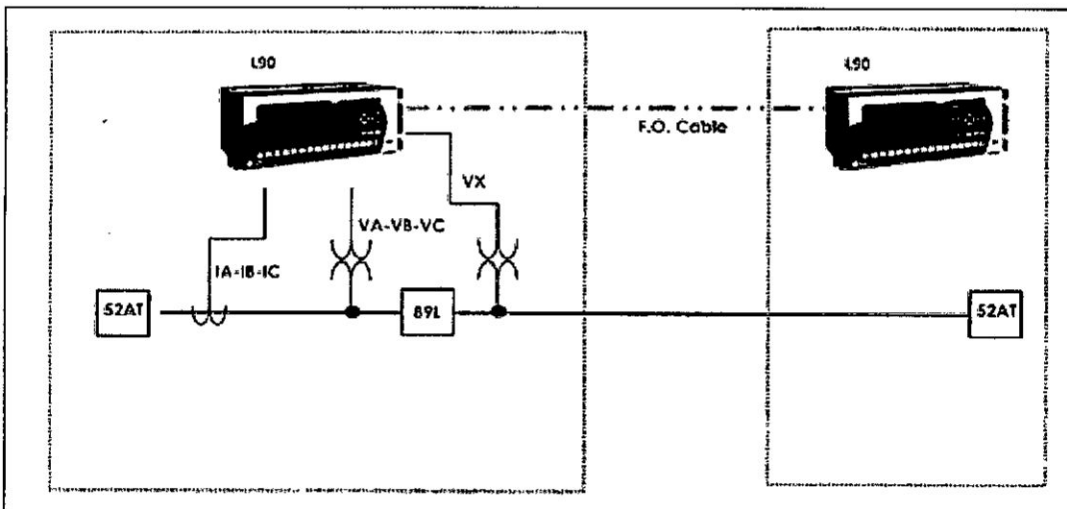 L90
L90
F.O. Cable
VX
VA-VB-VC
IA-IB-IC
52AT
89L
52AT